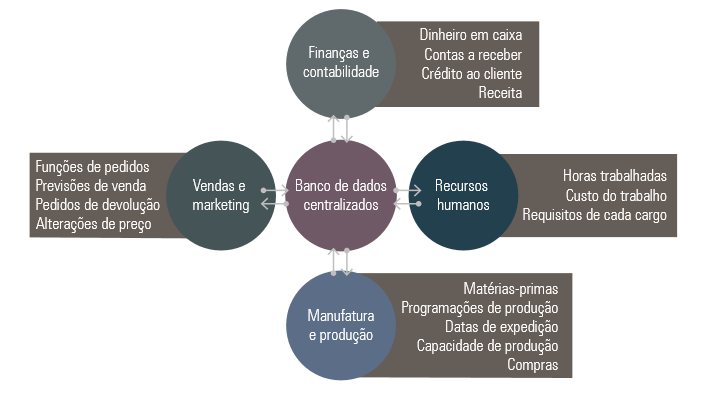 Finanças e
contabilidade
Dinheiro em caixa
Contas a receber
Crédito ao cliente
Receita
Funções de pedidos
Previsões de venda
Pedidos de devolução
Alterações de preço
Vendas e
marketing
Banco de dados
centralizados
Recursos
humanos
Horas trabalhadas
Custo do trabalho
Requisitos de cada cargo
Manufatura
e produção
Matérias-primas
Programações de produção
Datas de expedição
Capacidade de produção
Compras